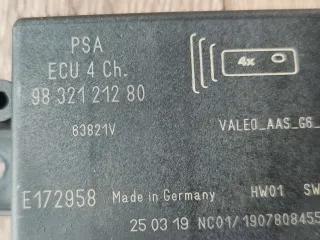 PSA
ECU 4 Ch.
98 321 212 80
4x
63821V
VALEO_AAS_G6_
E172958 Made in Germany HW01 SW
25 03 19 NC01/1907808455